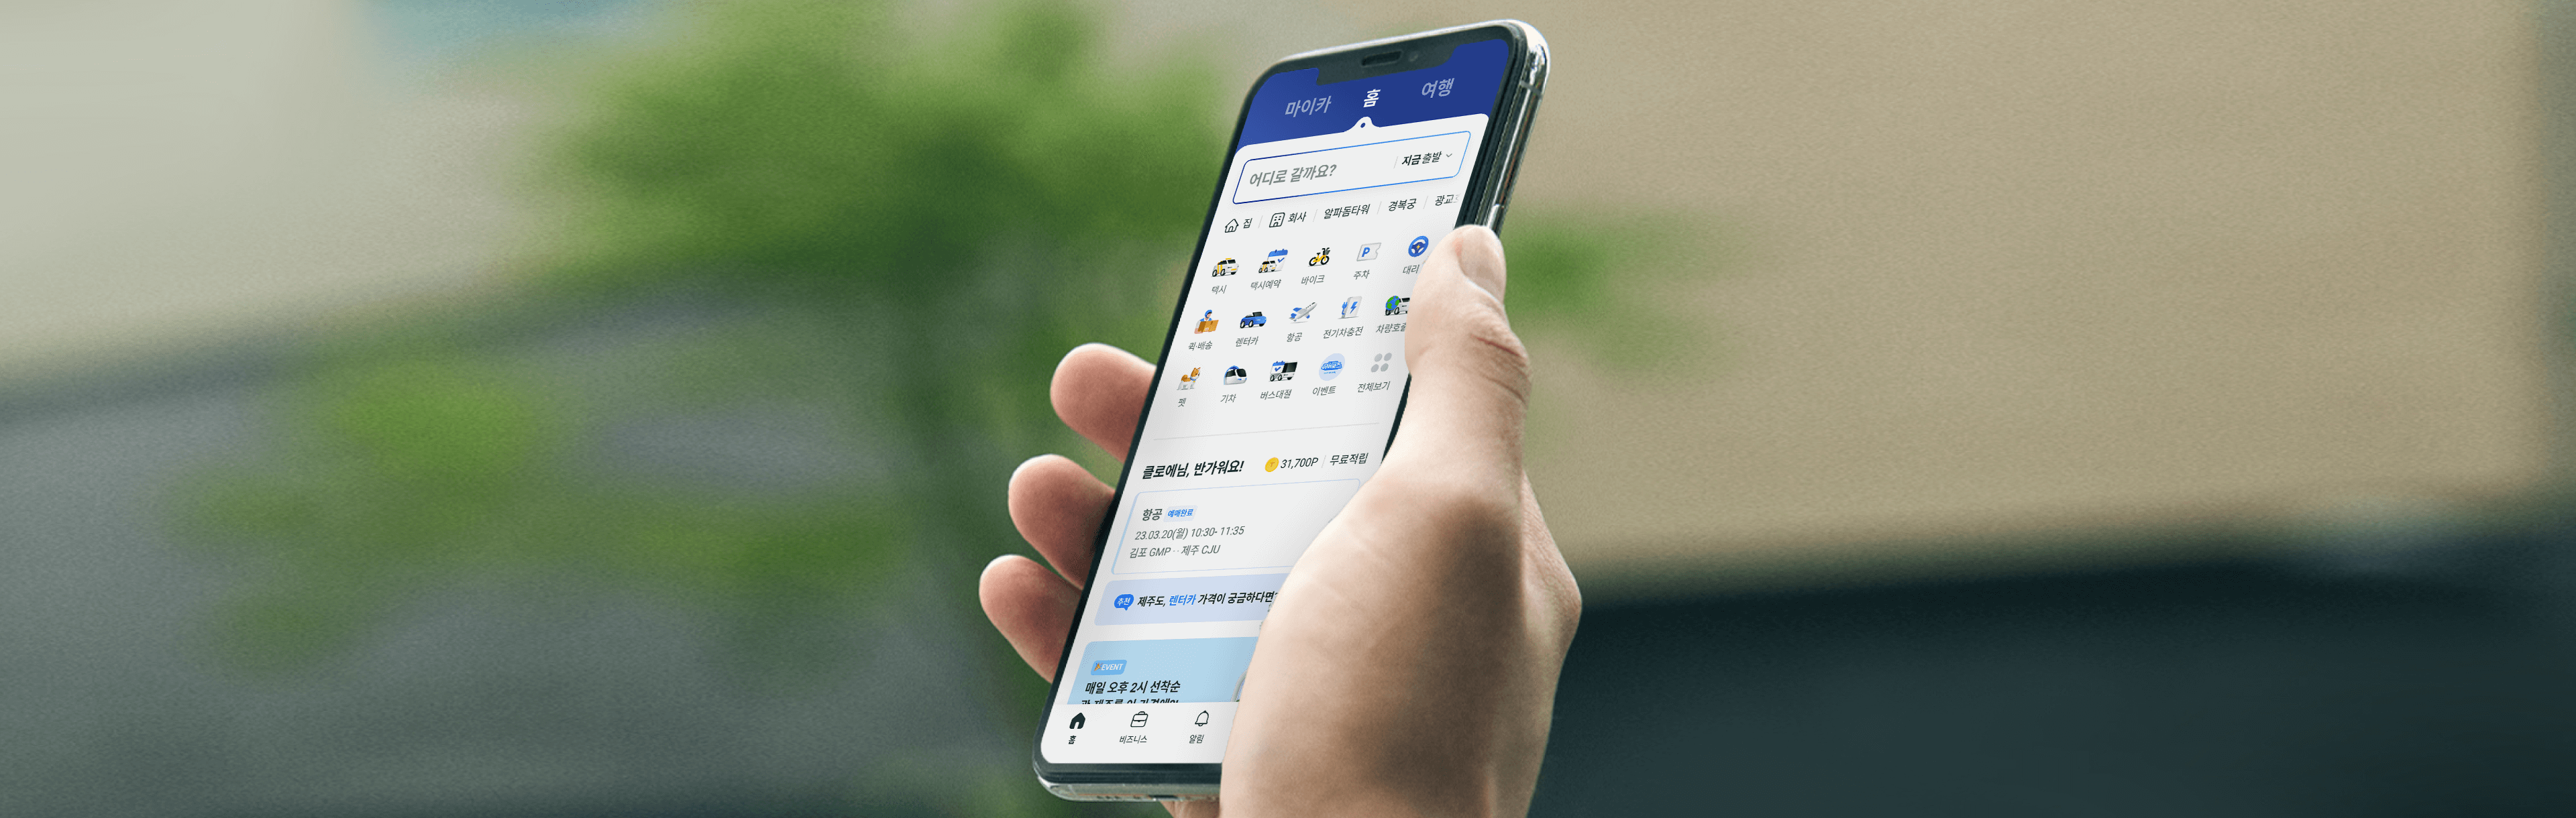 마이카 홈 여행
어디로 갈까요? 지금 출발
집 회사 알파돔타워 경복궁 광교
택시 택시예약 바이크 주차 대리
퀵·배송 렌터카 항공 전기차충전 차량호출
펫 기차 버스대절 이벤트 전체보기
클로에님, 반가워요! 31,700P 무료적립
항공 예매완료
23.03.20(월) 10:30- 11:35
김포 GMP ·· 제주 CJU
추천 제주도, 렌터카 가격이 궁금하다면?
EVENT
매일 오후 2시 선착순
홈 비즈니스 알림